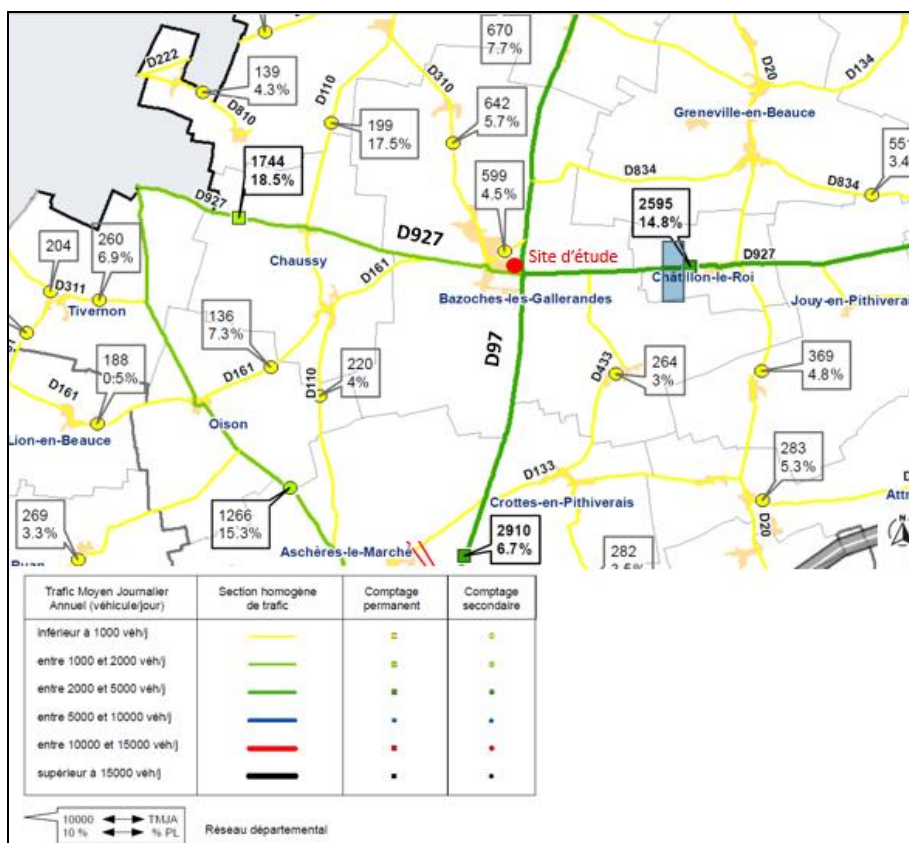 670
7.7%
D222
139
4.3%
D810
D110
199
17.5%
D310
642
5.7%
D20
D134
Greneville-en-Beauce
1744
18.5%
599
4.5%
D834
2595
14.8%
D834
D927
D927
Site d'étude
D927
204
260
6.9%
Chaussy
D161
Châtillon-le-Roi
D311
Tivernon
Bazoches-les-Gallerandes
Jouy-en-Pithiverais
136
7.3%
D97
188
0.5%
220
4%
D433
264
3%
369
4.8%
D161
D161
D110
Lion-en-Beauce
Oison
283
5.3%
D133
269
3.3%
1266
15.3%
Crottes-en-Pithiverais
D20
Aschères-le-Marché
2910
6.7%
282
Trafic Moyen Journalier
Annuel (véhicule/jour)
Section homogène
de trafic
Comptage
permanent
Comptage
secondaire
inférieur à 1000 véh/j
entre 1000 et 2000 véh/j
entre 2000 et 5000 véh/j
entre 5000 et 10000 véh/j
entre 10000 et 15000 véh/j
supérieur à 15000 véh/j
10000 TMJA
10 % % PL
Réseau départemental